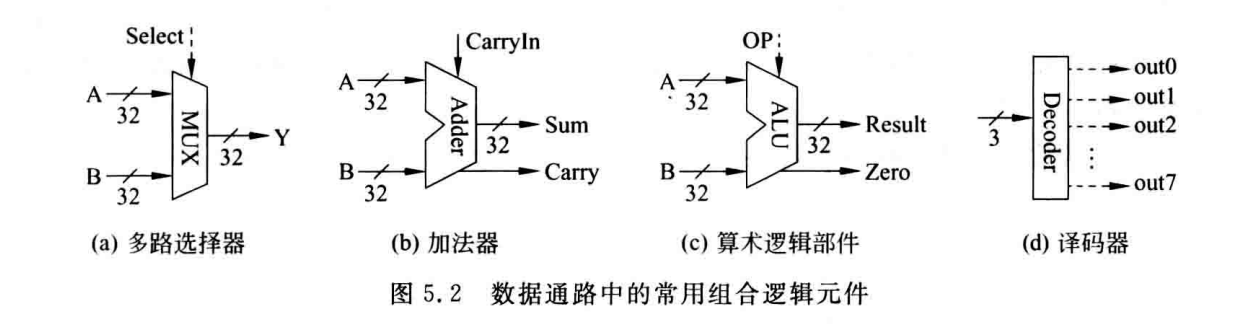 Select
A
32
MUX
32
Y
B
32
(a) 多路选择器
CarryIn
A
32
Adder
32
Sum
B
32
Carry
(b) 加法器
OP
A
32
ALU
32
Result
B
32
Zero
(c) 算术逻辑部件
3
Decoder
out0
out1
out2
⋮
out7
(d) 译码器
图 5.2 数据通路中的常用组合逻辑元件